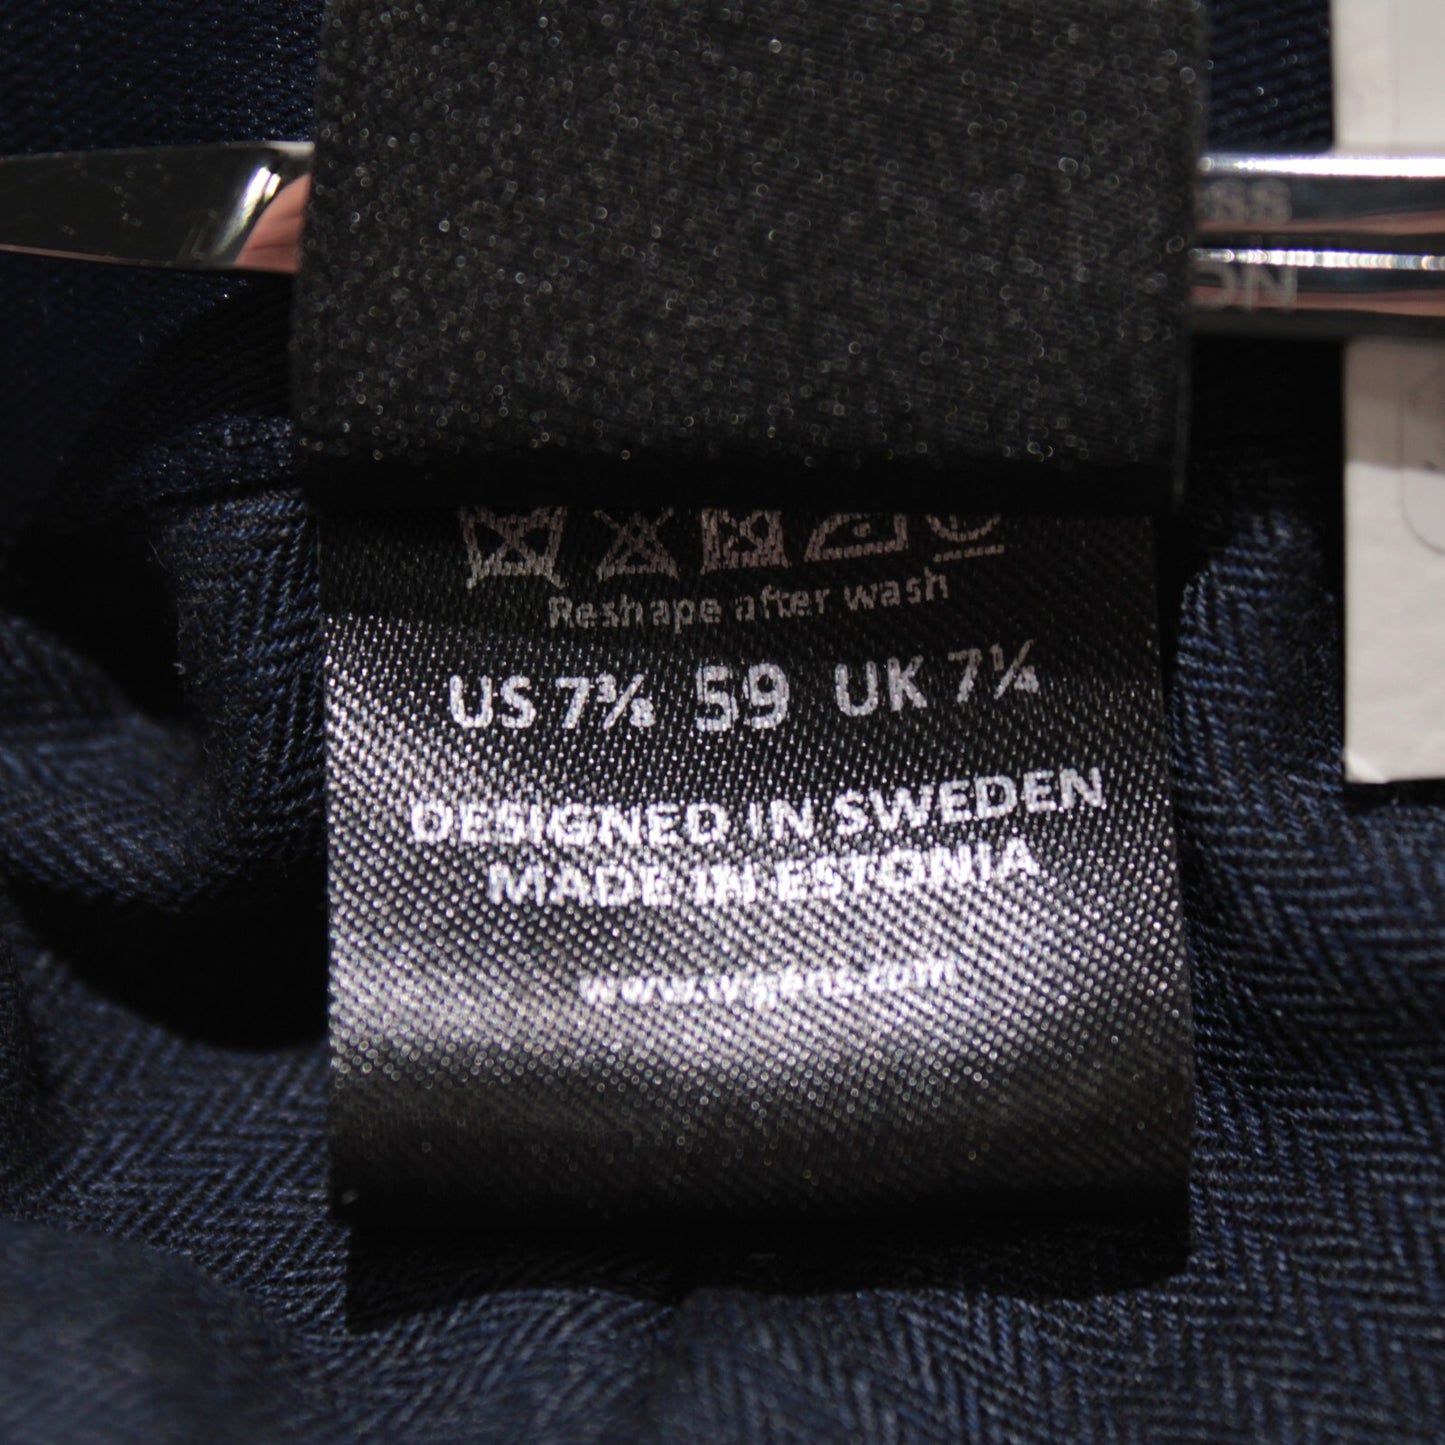 Reshape after wash
US 7⅜ 59 UK 7¼
DESIGNED IN SWEDEN
MADE IN ESTONIA